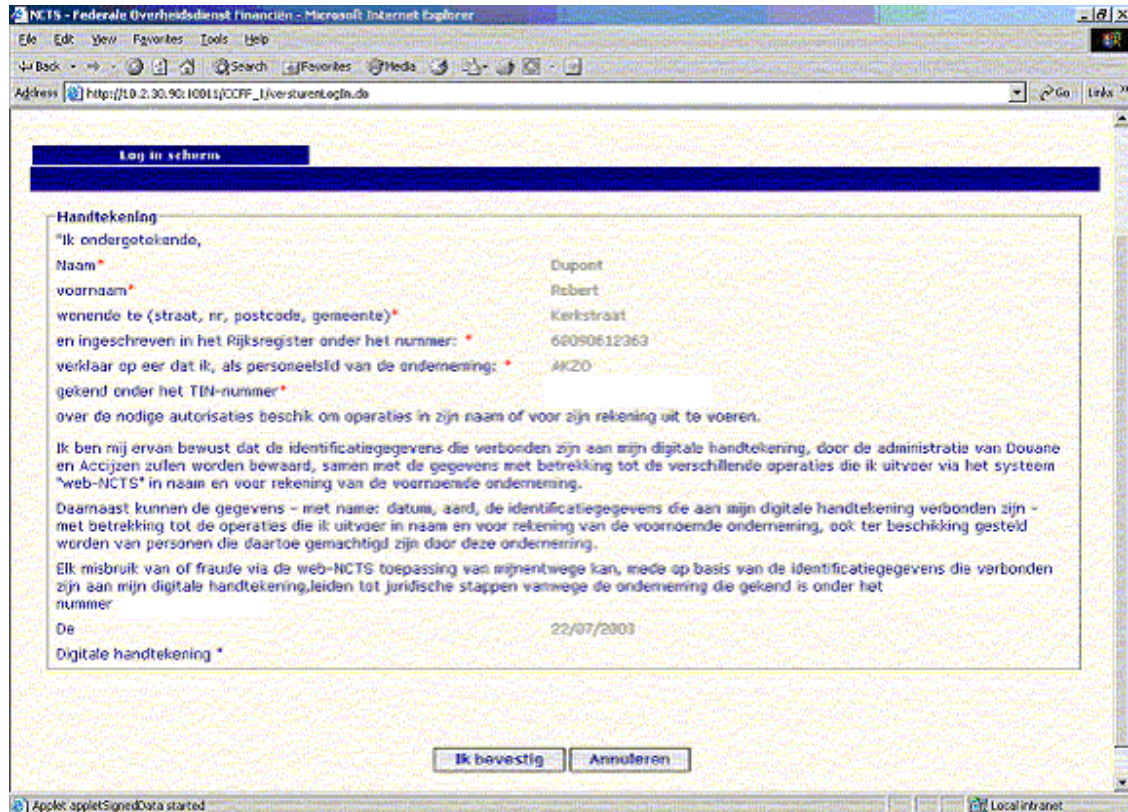 NCTS - Federale Overheidsdienst Financiën - Microsoft Internet Explorer
File Edit View Favorites Tools Help
Back Search Favorites Media
Address http://10.2.30.90:10011/CCFF_1/versturenLogIn.do Go Links
Log in scherm
Handtekening
"Ik ondergetekende,
Naam* Dupont
voornaam* Robert
wonende te (straat, nr, postcode, gemeente)* Kerkstraat
en ingeschreven in het Rijksregister onder het nummer: * 60090612363
verklaar op eer dat ik, als personeelslid van de onderneming: * AKZO
gekend onder het TIN-nummer*
over de nodige autorisaties beschik om operaties in zijn naam of voor zijn rekening uit te voeren.
Ik ben mij ervan bewust dat de identificatiegegevens die verbonden zijn aan mijn digitale handtekening, door de administratie van Douane
en Accijzen zullen worden bewaard, samen met de gegevens met betrekking tot de verschillende operaties die ik uitvoer via het systeem
"web-NCTS" in naam en voor rekening van de voornoemde onderneming.
Daarnaast kunnen de gegevens - met name: datum, aard, de identificatiegegevens die aan mijn digitale handtekening verbonden zijn -
met betrekking tot de operaties die ik uitvoer in naam en voor rekening van de voornoemde onderneming, ook ter beschikking gesteld
worden van personen die daartoe gemachtigd zijn door deze onderneming.
Elk misbruik van of fraude via de web-NCTS toepassing van mijnentwege kan, mede op basis van de identificatiegegevens die verbonden
zijn aan mijn digitale handtekening,leiden tot juridische stappen vanwege de onderneming die gekend is onder het
nummer
De 22/07/2003
Digitale handtekening *
Ik bevestig Annuleren
Applet appletSignedData started Local intranet